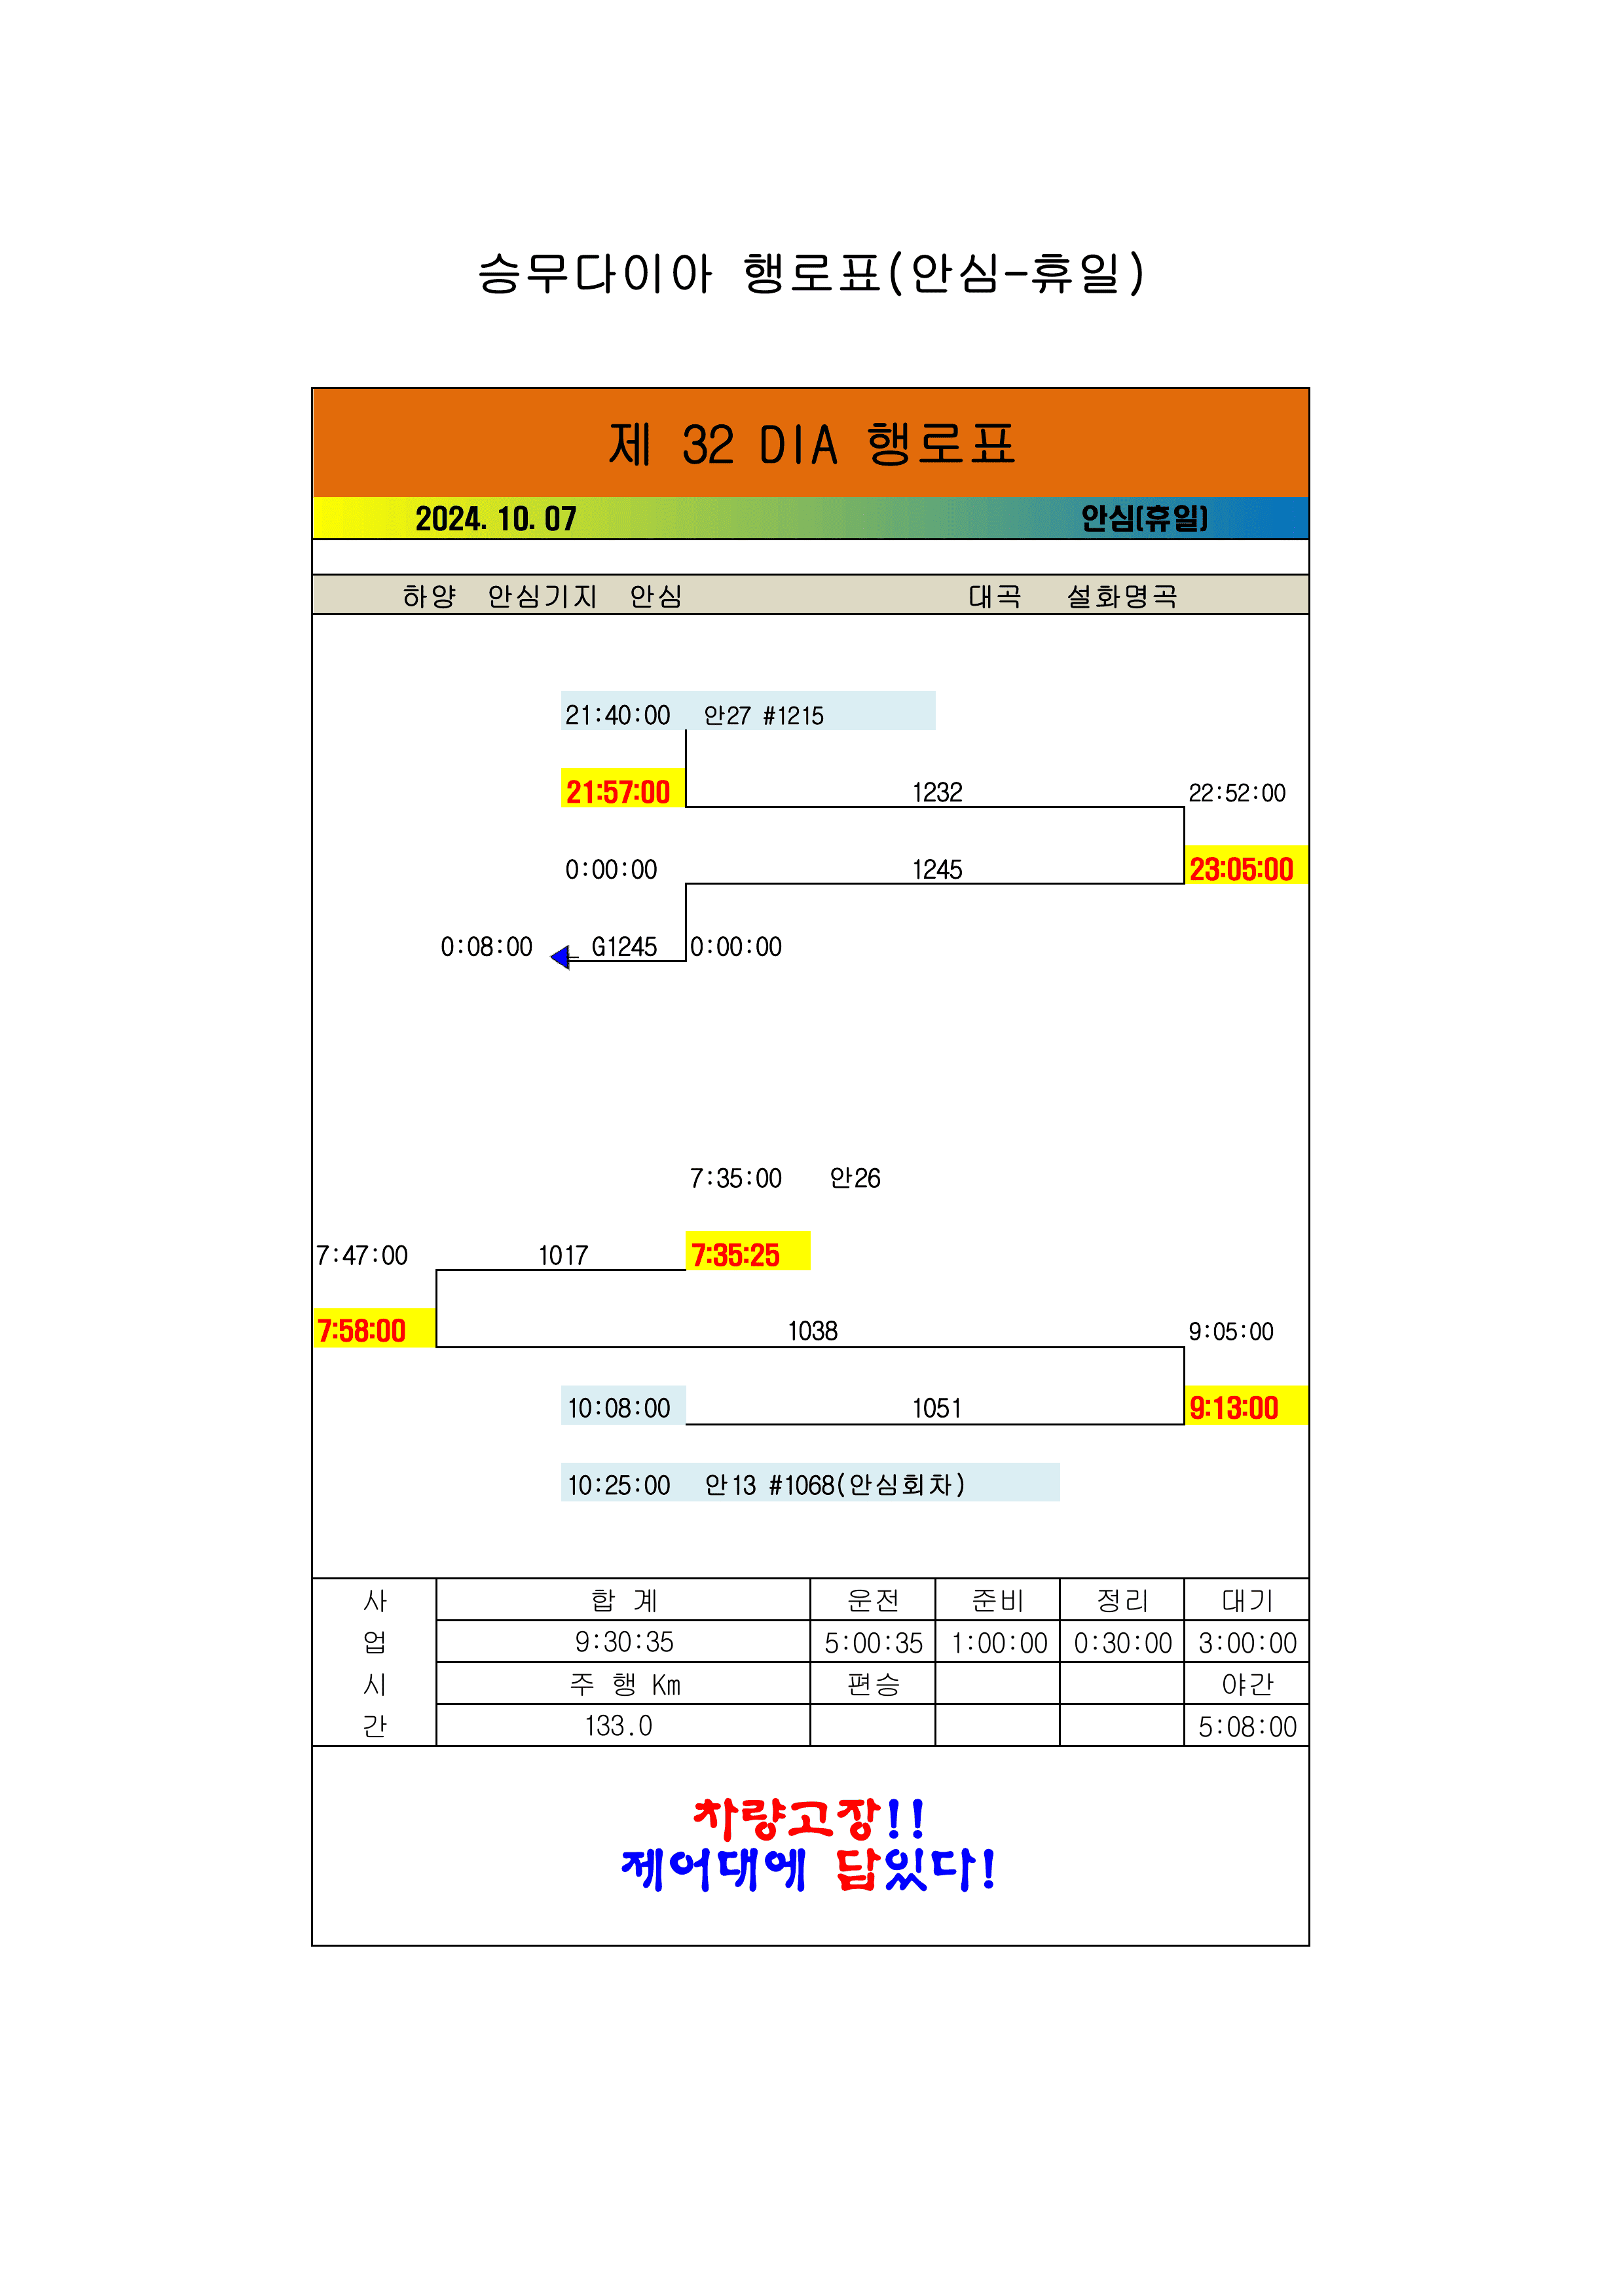 승무다이아 행로표(안심-휴일)
제 32 DIA 행로표
2024. 10. 07 안심(휴일)
하양 안심기지 안심 대곡 설화명곡
21:40:00 안27 #1215
21:57:00 1232 22:52:00
0:00:00 1245 23:05:00
0:08:00 G1245 0:00:00
7:35:00 안26
7:47:00 1017 7:35:25
7:58:00 1038 9:05:00
10:08:00 1051 9:13:00
10:25:00 안13 #1068(안심회차)
사 합 계 운전 준비 정리 대기
업 9:30:35 5:00:35 1:00:00 0:30:00 3:00:00
시 주 행 Km 편승 야간
간 133.0 5:08:00
차량고장!!
제어대에 답있다!